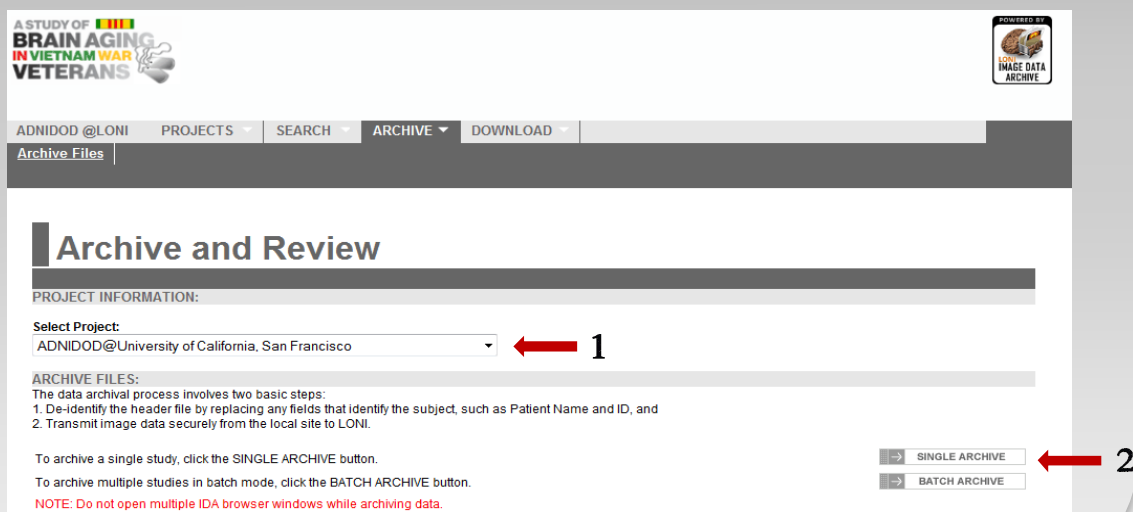 A STUDY OF
BRAIN AGING
IN VIETNAM WAR
VETERANS
POWERED BY
LONI
IMAGE DATA
ARCHIVE
ADNIDOD @LONI PROJECTS SEARCH ARCHIVE DOWNLOAD
Archive Files
Archive and Review
PROJECT INFORMATION:
Select Project:
ADNIDOD@University of California, San Francisco
1
ARCHIVE FILES:
The data archival process involves two basic steps:
1. De-identify the header file by replacing any fields that identify the subject, such as Patient Name and ID, and
2. Transmit image data securely from the local site to LONI.
To archive a single study, click the SINGLE ARCHIVE button.
SINGLE ARCHIVE
2
To archive multiple studies in batch mode, click the BATCH ARCHIVE button.
BATCH ARCHIVE
NOTE: Do not open multiple IDA browser windows while archiving data.